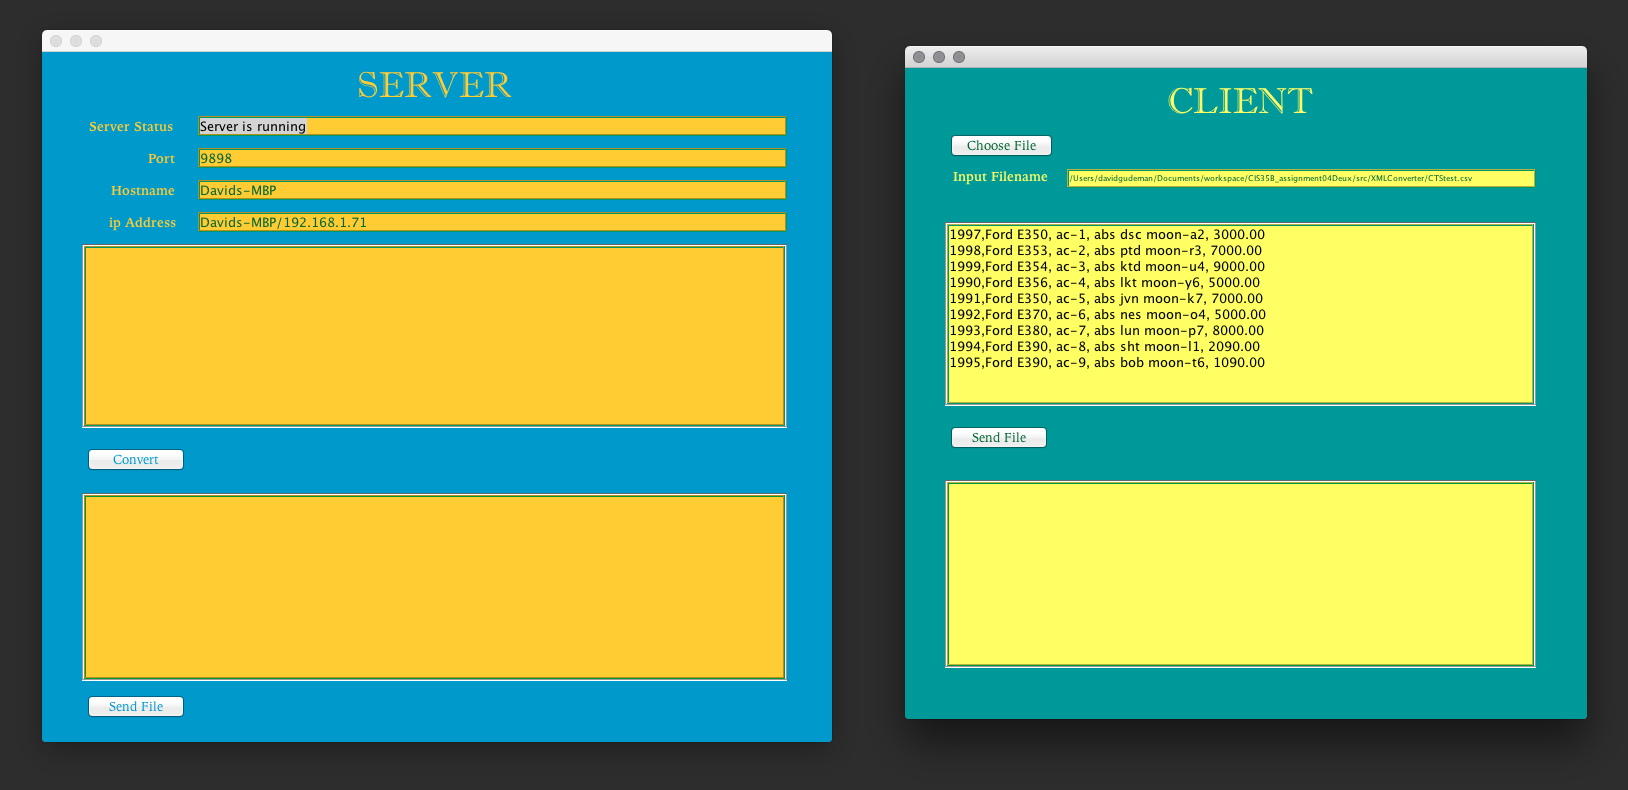 SERVER
Server Status Server is running
Port 9898
Hostname Davids-MBP
ip Address Davids-MBP/192.168.1.71
Convert
Send File
CLIENT
Choose File
Input Filename /Users/davidgudeman/Documents/workspace/CIS35B_assignment04Deux/src/XMLConverter/CTStest.csv
1997,Ford E350, ac-1, abs dsc moon-a2, 3000.00
1998,Ford E353, ac-2, abs ptd moon-r3, 7000.00
1999,Ford E354, ac-3, abs ktd moon-u4, 9000.00
1990,Ford E356, ac-4, abs lkt moon-y6, 5000.00
1991,Ford E350, ac-5, abs jvn moon-k7, 7000.00
1992,Ford E370, ac-6, abs nes moon-o4, 5000.00
1993,Ford E380, ac-7, abs lun moon-p7, 8000.00
1994,Ford E390, ac-8, abs sht moon-l1, 2090.00
1995,Ford E390, ac-9, abs bob moon-t6, 1090.00
Send File